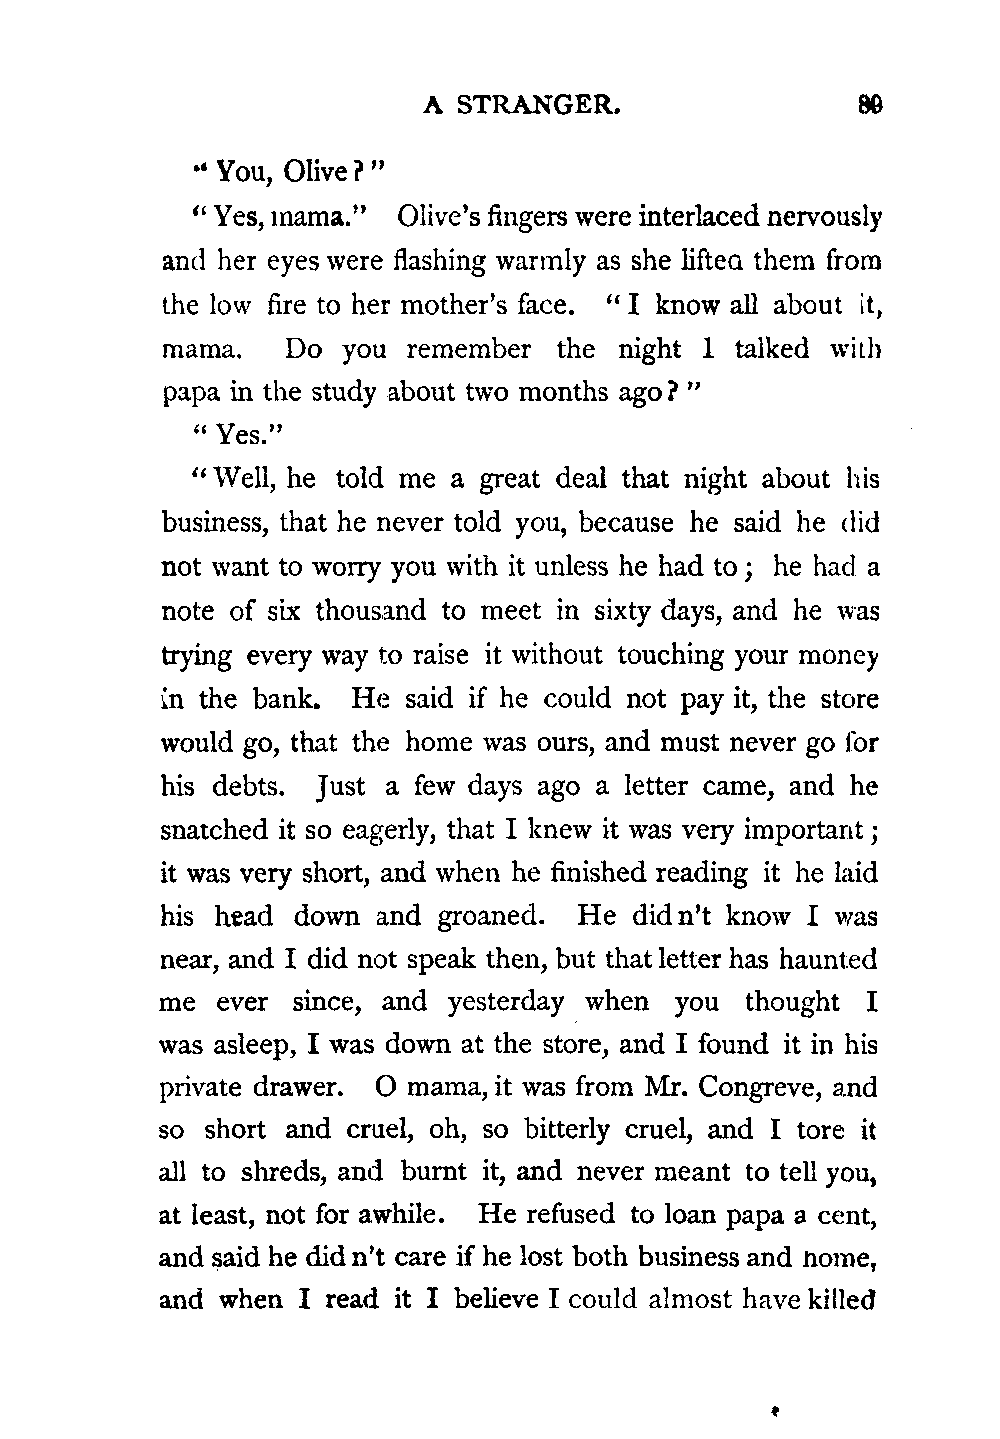 A STRANGER. 89
“ You, Olive ? ”
“ Yes, mama.” Olive’s fingers were interlaced nervously
and her eyes were flashing warmly as she lifted them from
the low fire to her mother’s face. “ I know all about it,
mama. Do you remember the night I talked with
papa in the study about two months ago ? ”
“ Yes.”
“ Well, he told me a great deal that night about his
business, that he never told you, because he said he did
not want to worry you with it unless he had to ; he had a
note of six thousand to meet in sixty days, and he was
trying every way to raise it without touching your money
in the bank. He said if he could not pay it, the store
would go, that the home was ours, and must never go for
his debts. Just a few days ago a letter came, and he
snatched it so eagerly, that I knew it was very important ;
it was very short, and when he finished reading it he laid
his head down and groaned. He did n’t know I was
near, and I did not speak then, but that letter has haunted
me ever since, and yesterday when you thought I
was asleep, I was down at the store, and I found it in his
private drawer. O mama, it was from Mr. Congreve, and
so short and cruel, oh, so bitterly cruel, and I tore it
all to shreds, and burnt it, and never meant to tell you,
at least, not for awhile. He refused to loan papa a cent,
and said he did n’t care if he lost both business and home,
and when I read it I believe I could almost have killed